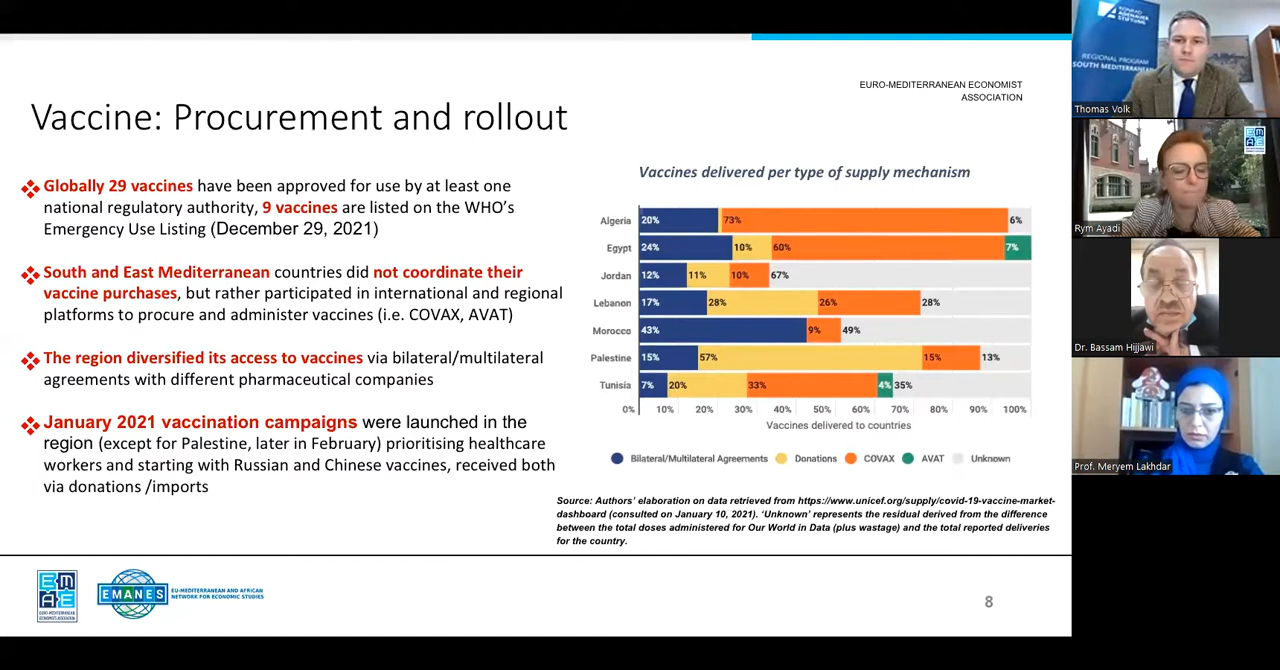 EURO-MEDITERRANEAN ECONOMIST
ASSOCIATION
Vaccine: Procurement and rollout
Globally 29 vaccines have been approved for use by at least one
national regulatory authority, 9 vaccines are listed on the WHO's
Emergency Use Listing (December 29, 2021)
South and East Mediterranean countries did not coordinate their
vaccine purchases, but rather participated in international and regional
platforms to procure and administer vaccines (i.e. COVAX, AVAT)
The region diversified its access to vaccines via bilateral/multilateral
agreements with different pharmaceutical companies
January 2021 vaccination campaigns were launched in the
region (except for Palestine, later in February) prioritising healthcare
workers and starting with Russian and Chinese vaccines, received both
via donations /imports
Vaccines delivered per type of supply mechanism
Algeria 20% 73% 6%
Egypt 24% 10% 60% 7%
Jordan 12% 11% 10% 67%
Lebanon 17% 28% 26% 28%
Morocco 43% 9% 49%
Palestine 15% 57% 15% 13%
Tunisia 7% 20% 33% 4% 35%
0% 10% 20% 30% 40% 50% 60% 70% 80% 90% 100%
Vaccines delivered to countries
Bilateral/Multilateral Agreements Donations COVAX AVAT Unknown
Source: Authors' elaboration on data retrieved from https://www.unicef.org/supply/covid-19-vaccine-market-
dashboard (consulted on January 10, 2021). 'Unknown' represents the residual derived from the difference
between the total doses administered for Our World in Data (plus wastage) and the total reported deliveries
for the country.
EMANES
EU-MEDITERRANEAN AND AFRICAN
NETWORK FOR ECONOMIC STUDIES
8
KONRAD
ADENAUER
STIFTUNG
REGIONAL PROGRAM
SOUTH MEDITERRANEAN
Thomas Volk
Rym Ayadi
Dr. Bassam Hijjawi
Prof. Meryem Lakhdar